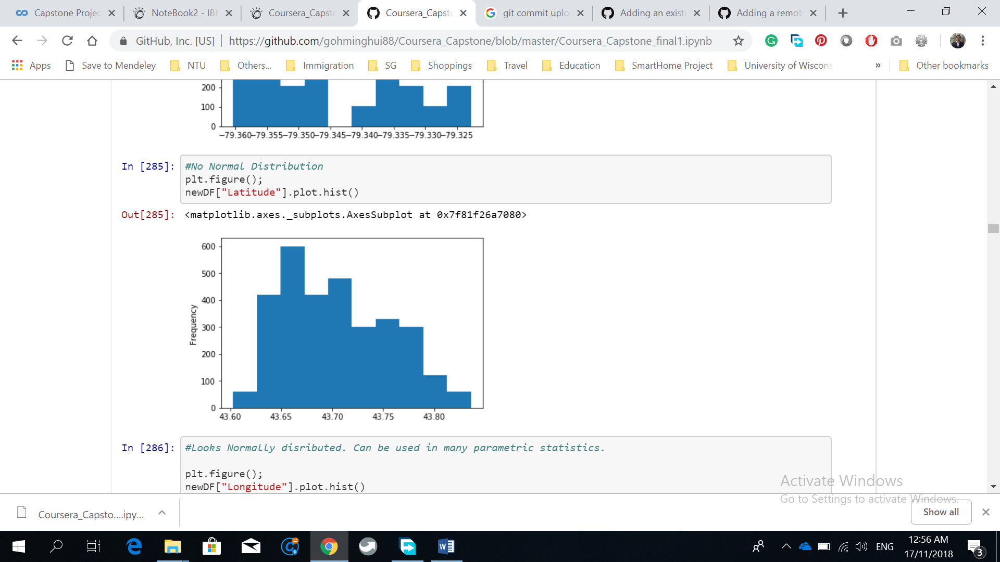 Capstone Projec
NoteBook2 - IBM
Coursera_Capsto
Coursera_Capsto
git commit uplo
Adding an existi
Adding a remot
GitHub, Inc. [US] https://github.com/gohminghui88/Coursera_Capstone/blob/master/Coursera_Capstone_final1.ipynb
Apps Save to Mendeley NTU Others... Immigration SG Shoppings Travel Education SmartHome Project University of Wiscons » Other bookmarks
200
100
0
−79.360−79.355−79.350−79.345−79.340−79.335−79.330−79.325
In [285]:
#No Normal Distribution
plt.figure();
newDF["Latitude"].plot.hist()
Out[285]: <matplotlib.axes._subplots.AxesSubplot at 0x7f81f26a7080>
600
500
400
300
200
100
0
Frequency
43.60 43.65 43.70 43.75 43.80
In [286]:
#Looks Normally disributed. Can be used in many parametric statistics.
plt.figure();
newDF["Longitude"].plot.hist()
Activate Windows
Go to Settings to activate Windows.
Coursera_Capsto....ipy...
Show all
ENG
12:56 AM
17/11/2018
3